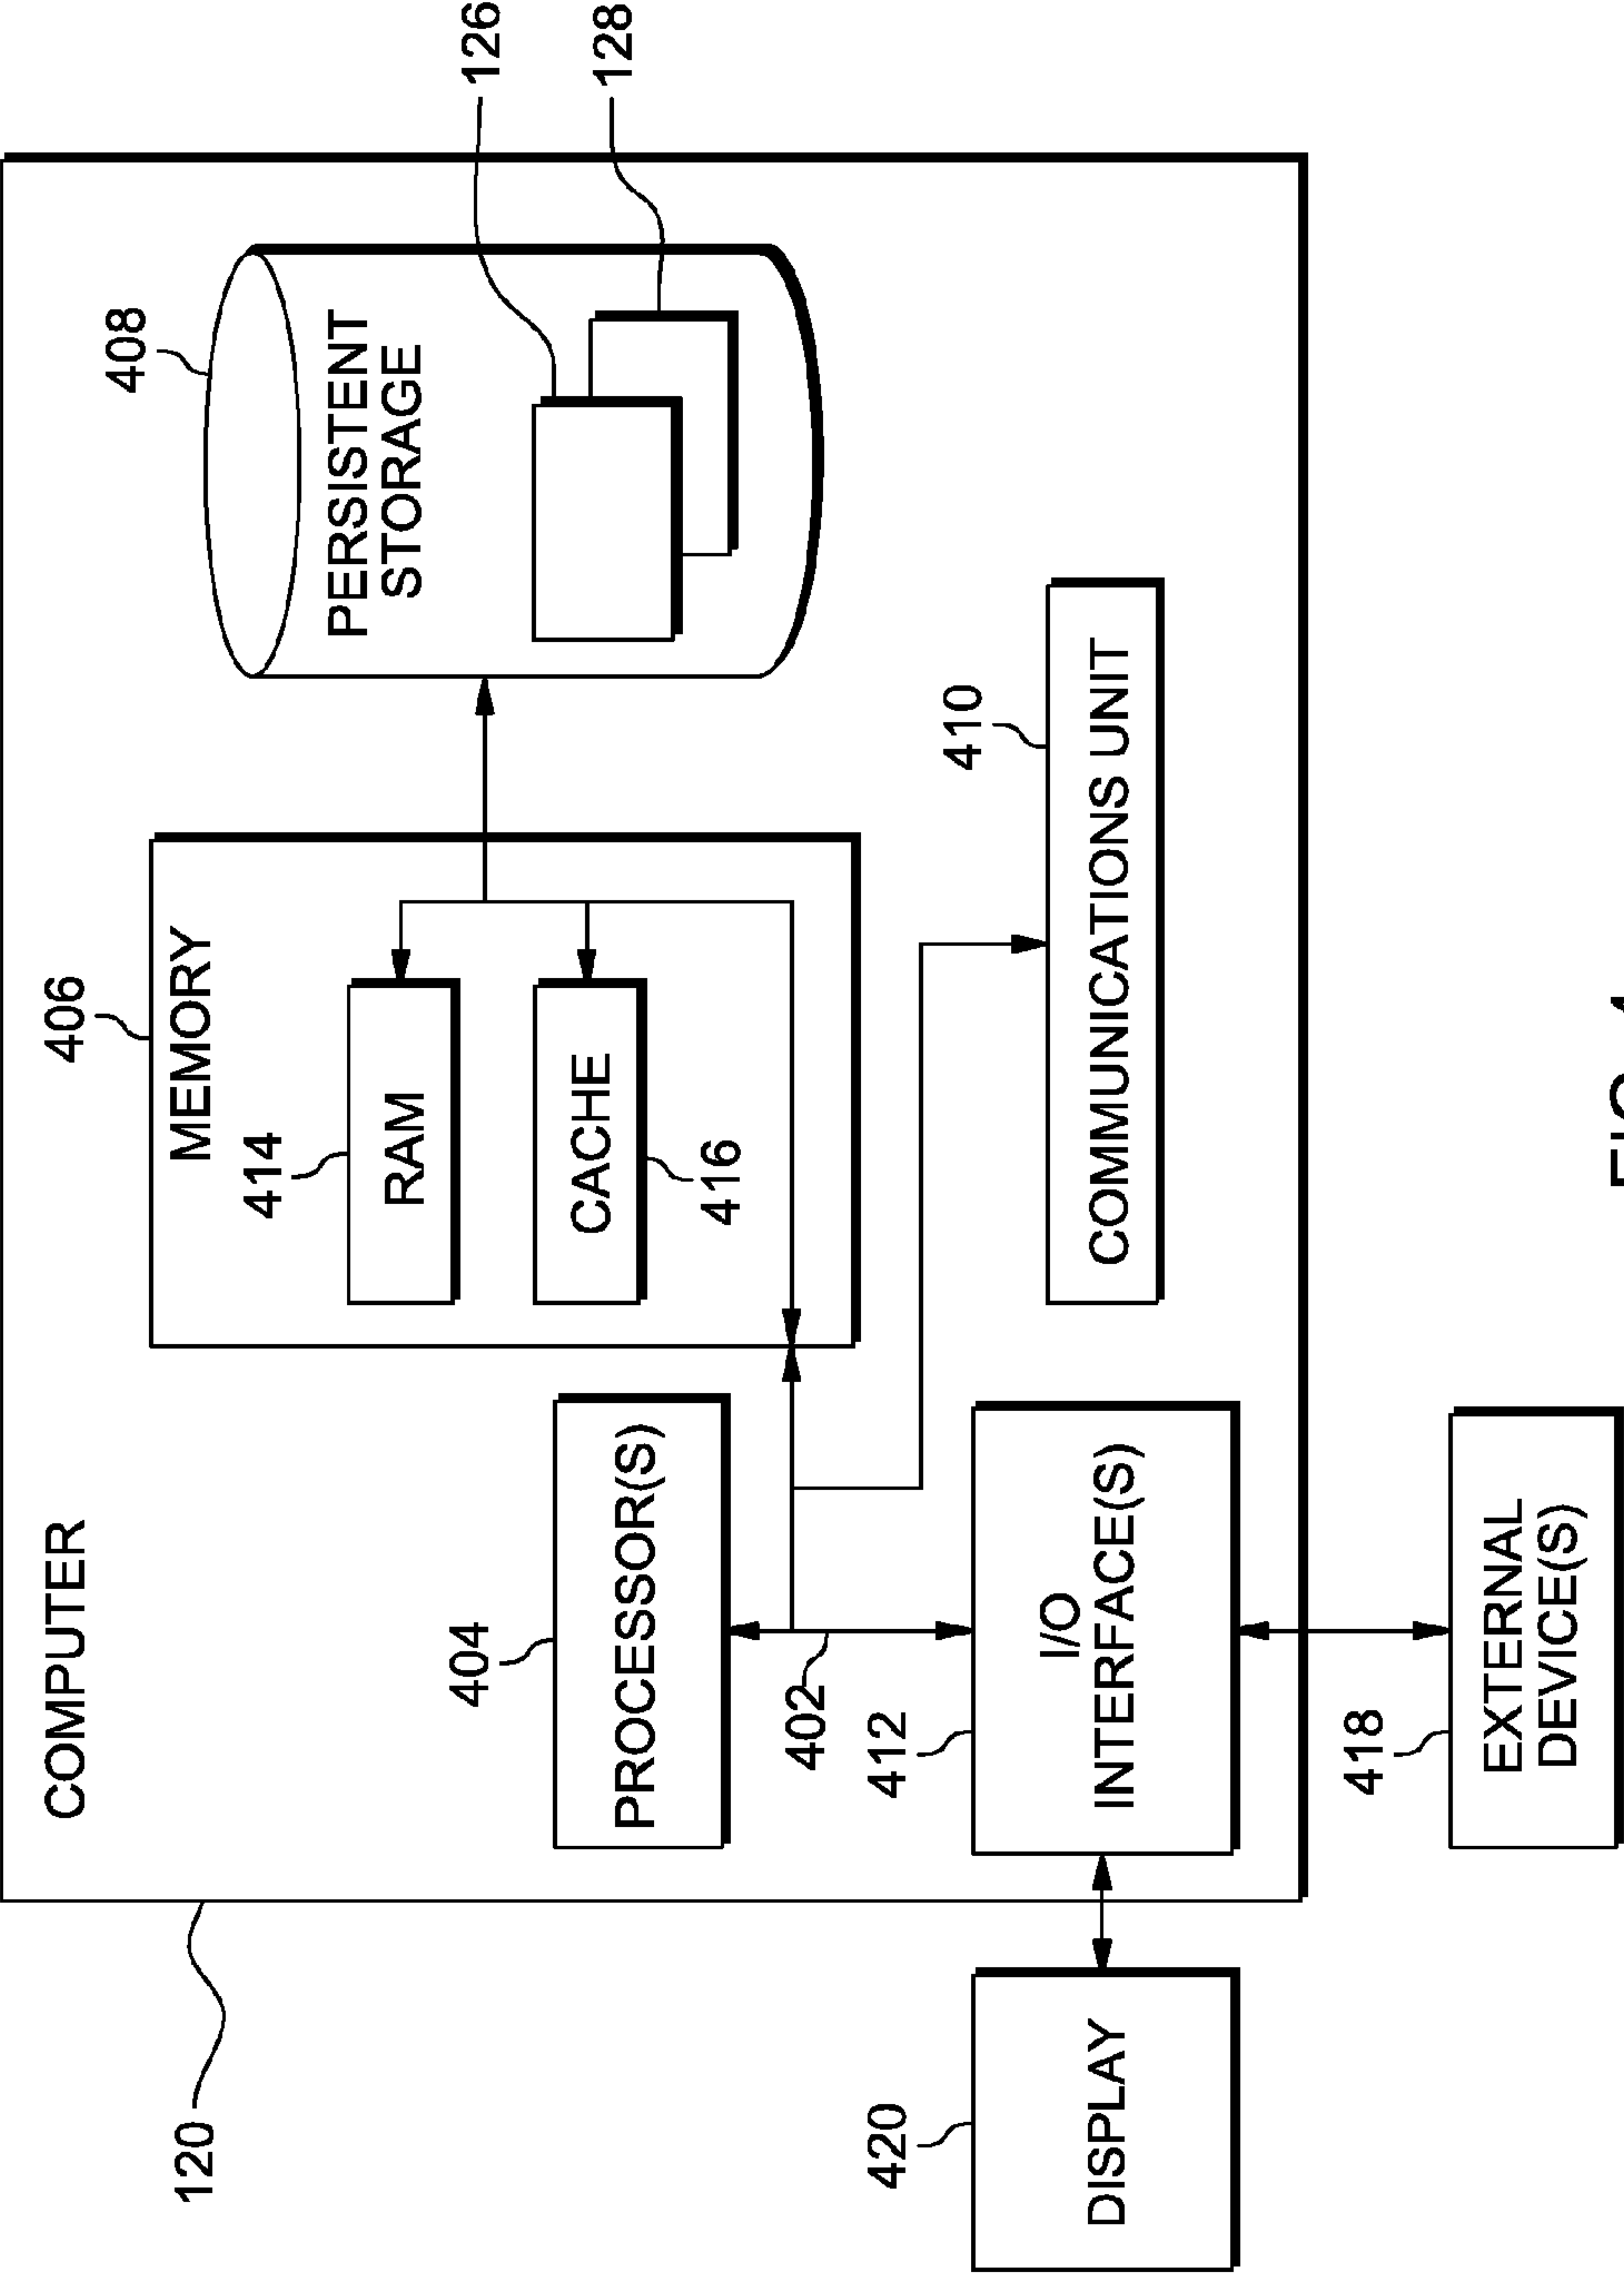 COMPUTER
120
406
MEMORY
414
RAM
CACHE
416
408
PERSISTENT
STORAGE
126
128
404
PROCESSOR(S)
402
412
I/O
INTERFACE(S)
410
COMMUNICATIONS UNIT
420
DISPLAY
418
EXTERNAL
DEVICE(S)